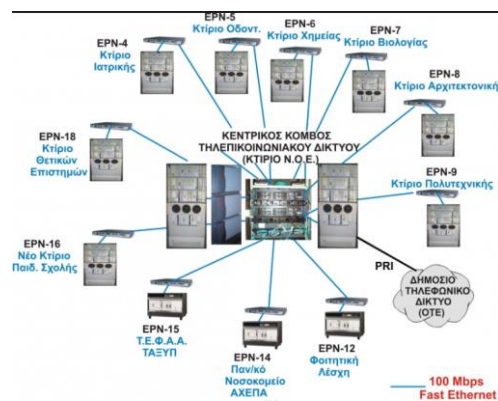 EPN-4
Κτίριο
Ιατρικής
EPN-5
Κτίριο Οδοντ.
EPN-6
Κτίριο Χημείας
EPN-7
Κτίριο Βιολογίας
EPN-8
Κτίριο Αρχιτεκτονική
ΚΕΝΤΡΙΚΟΣ ΚΟΜΒΟΣ
ΤΗΛΕΠΙΚΟΙΝΩΝΙΑΚΟΥ ΔΙΚΤΥΟΥ
(ΚΤΙΡΙΟ Ν.Ο.Ε.)
EPN-18
Κτίριο
Θετικών
Επιστημών
EPN-9
Κτίριο Πολυτεχνικής
EPN-16
Νέο Κτίριο
Παιδ. Σχολής
PRI
ΔΗΜΟΣΙΟ
ΤΗΛΕΦΩΝΙΚΟ
ΔΙΚΤΥΟ
(ΟΤΕ)
EPN-15
Τ.Ε.Φ.Α.Α.
ΤΑΞΥΠ
EPN-14
Παν/κό
Νοσοκομείο
ΑΧΕΠΑ
EPN-12
Φοιτητική
Λέσχη
100 Mbps
Fast Ethernet